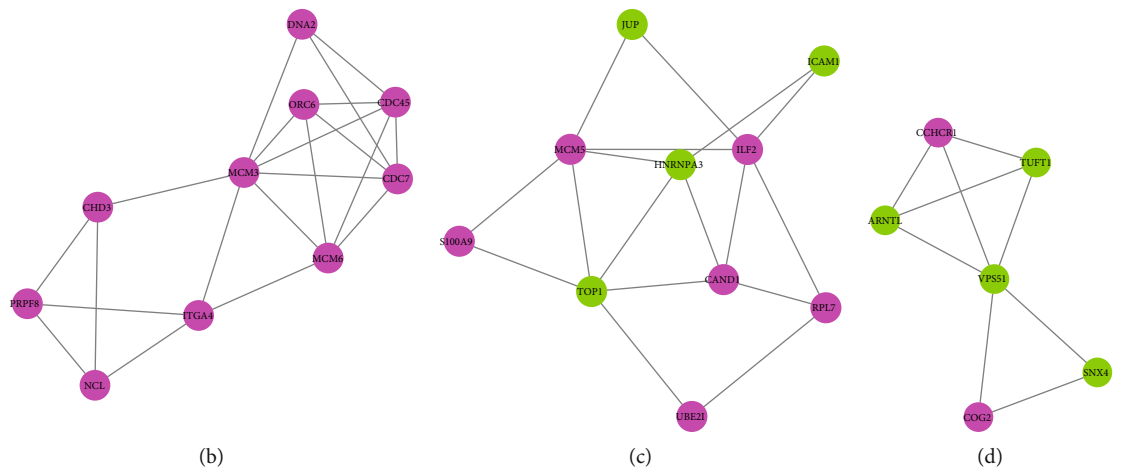 DNA2
ORC6
CDC45
MCM3
CDC7
CHD3
MCM6
PRPF8
ITGA4
NCL
(b)
JUP
ICAM1
MCM5
HNRNPA3
ILF2
S100A9
TOP1
CAND1
RPL7
UBE2I
(c)
CCHCR1
TUFT1
ARNTL
VPS51
SNX4
COG2
(d)